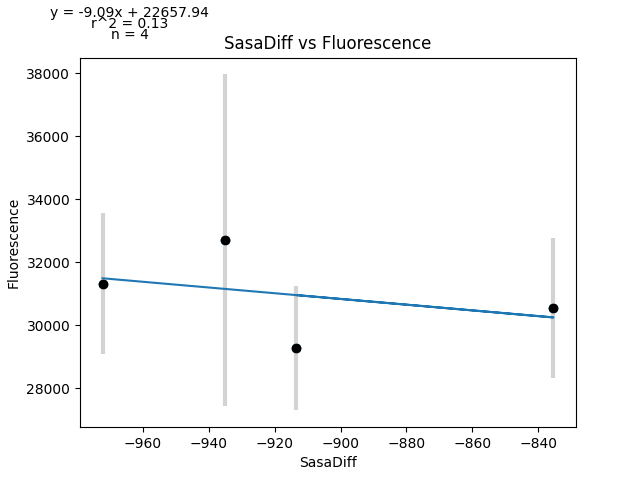 y = -9.09x + 22657.94
r^2 = 0.13
n = 4
SasaDiff vs Fluorescence
38000
36000
34000
32000
30000
28000
Fluorescence
−960
−940
−920
−900
−880
−860
−840
SasaDiff